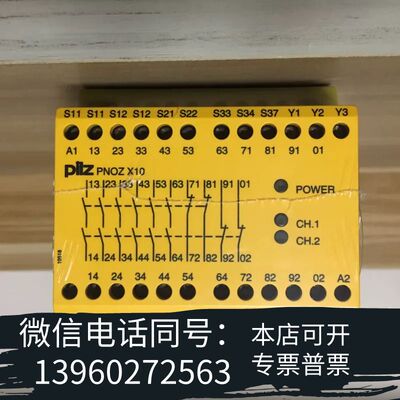 S11 S11 S12 S12 S21 S22 S33 S34 S37 Y1 Y2 Y3
A1 13 23 33 43 53 63 71 81 91 01
pilz PNOZ X10
13 23 33 43 53 63 71 81 91 01
POWER
CH.1
CH.2
14 24 34 44 54 64 72 82 92 02
14 24 34 44 54 64 72 82 92 02 A2
微信电话同号：
13960272563
本店可开
专票普票